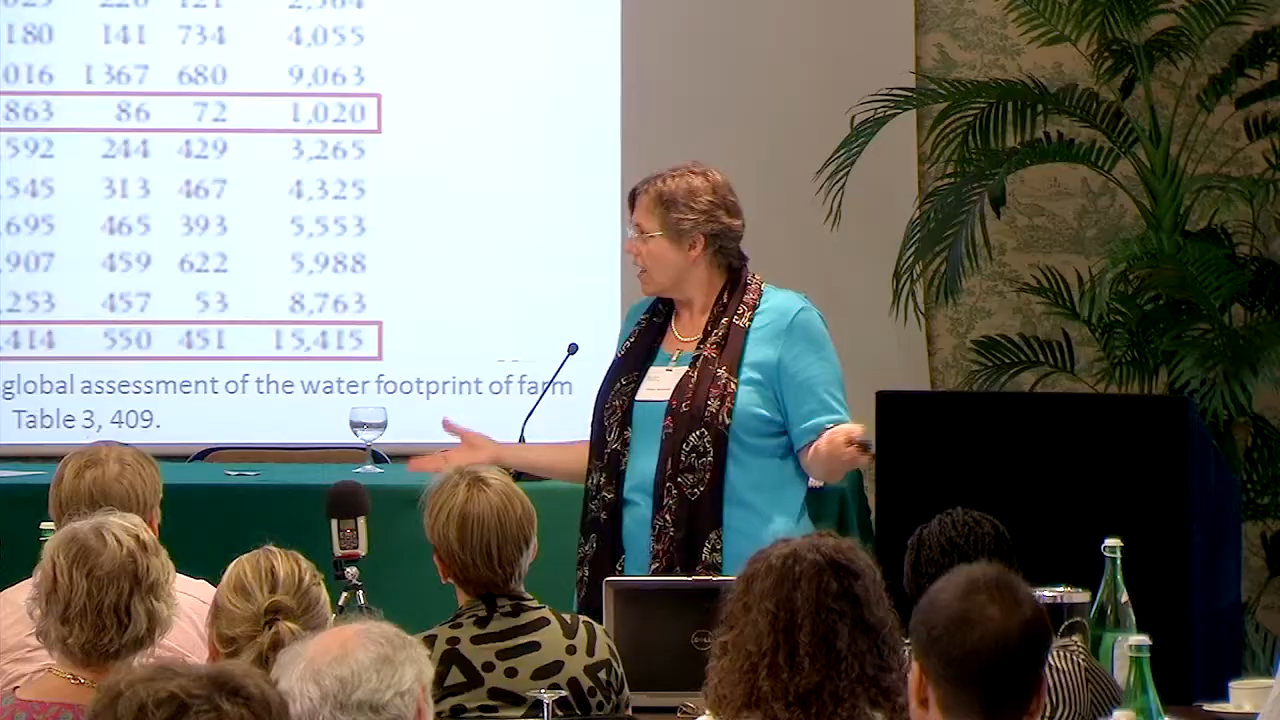 180 141 734 4,055
016 1367 680 9,063
863 86 72 1,020
,592 244 429 3,265
,545 313 467 4,325
,695 465 393 5,553
,907 459 622 5,988
,253 457 53 8,763
,414 550 451 15,415
global assessment of the water footprint of farm
Table 3, 409.
DELL